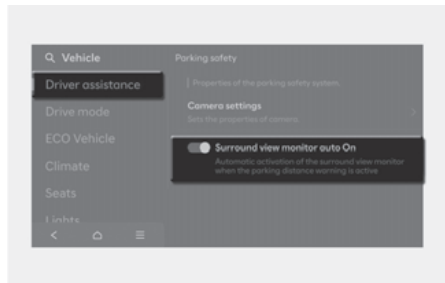 Vehicle
Driver assistance
Drive mode
ECO Vehicle
Climate
Seats
Lights
Parking safety
Properties of the parking safety system.
Camera settings
Sets the properties of camera
Surround view monitor auto On
Automatic activation of the surround view monitor
when the parking distance warning is active